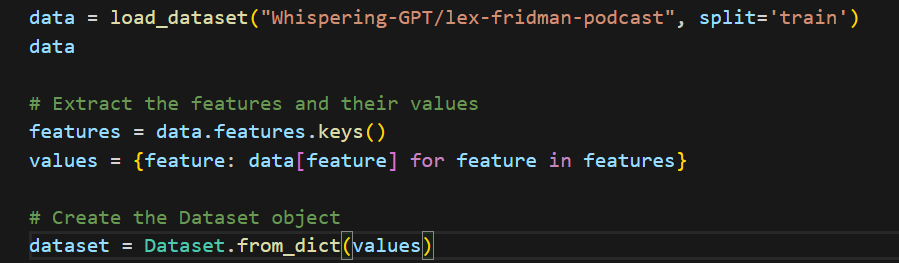 data = load_dataset("Whispering-GPT/lex-fridman-podcast", split='train')
data
# Extract the features and their values
features = data.features.keys()
values = {feature: data[feature] for feature in features}
# Create the Dataset object
dataset = Dataset.from_dict(values)